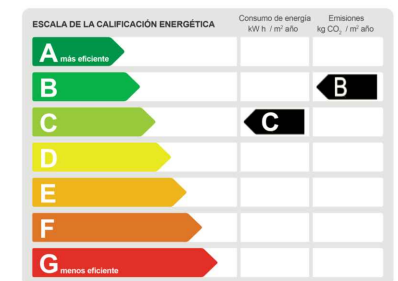 ESCALA DE LA CALIFICACIÓN ENERGÉTICA
Consumo de energía
kW h / m² año
Emisiones
kg CO₂ / m² año
A más eficiente
B
B
C
C
D
E
F
G menos eficiente